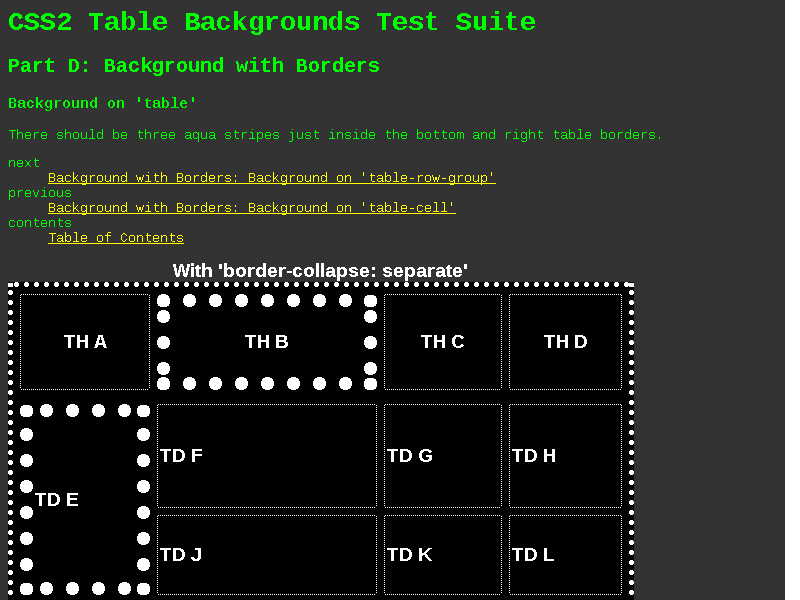 CSS2 Table Backgrounds Test Suite
Part D: Background with Borders
Background on 'table'
There should be three aqua stripes just inside the bottom and right table borders.
next
Background with Borders: Background on 'table-row-group'
previous
Background with Borders: Background on 'table-cell'
contents
Table of Contents
With 'border-collapse: separate'
TH A TH B TH C TH D
TD F TD G TD H
TD E
TD J TD K TD L